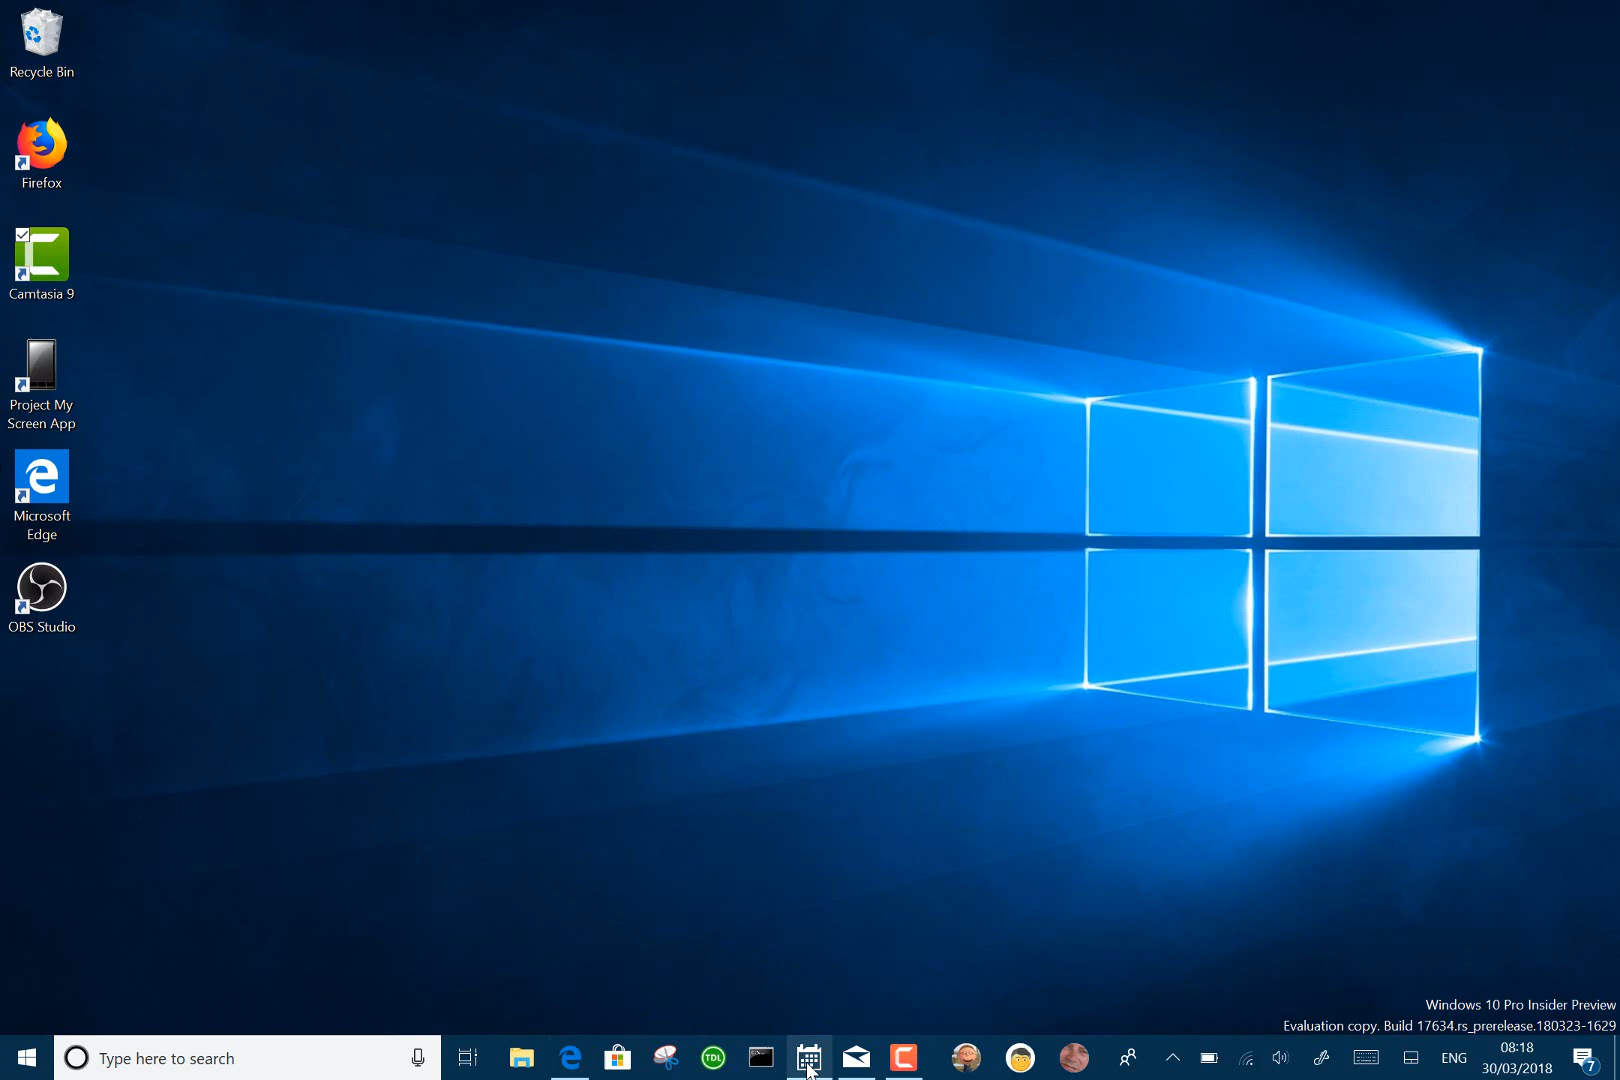 Recycle Bin
Firefox
Camtasia 9
Project My
Screen App
Microsoft
Edge
OBS Studio
Windows 10 Pro Insider Preview
Evaluation copy. Build 17634.rs_prerelease.180323-1629
Type here to search
TDL
ENG
08:18
30/03/2018
7